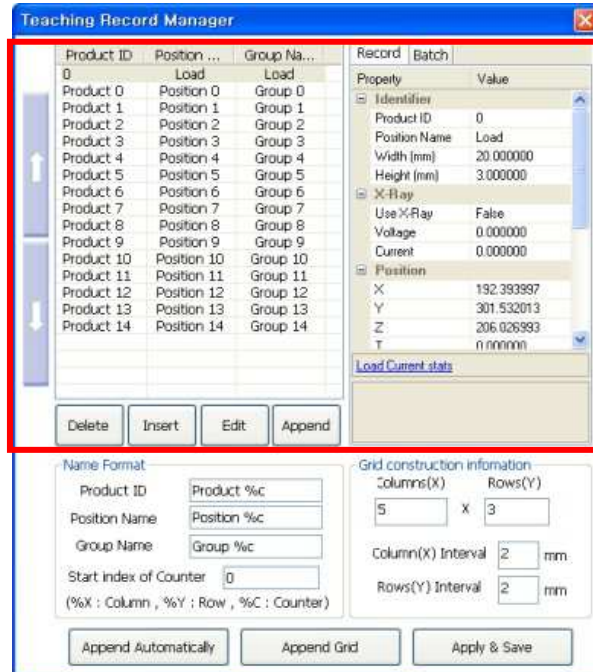 Teaching Record Manager
Product ID Position ... Group Na...
0 Load Load
Product 0 Position 0 Group 0
Product 1 Position 1 Group 1
Product 2 Position 2 Group 2
Product 3 Position 3 Group 3
Product 4 Position 4 Group 4
Product 5 Position 5 Group 5
Product 6 Position 6 Group 6
Product 7 Position 7 Group 7
Product 8 Position 8 Group 8
Product 9 Position 9 Group 9
Product 10 Position 10 Group 10
Product 11 Position 11 Group 11
Product 12 Position 12 Group 12
Product 13 Position 13 Group 13
Product 14 Position 14 Group 14
Delete Insert Edit Append
Record Batch
Property Value
Identifier
Product ID 0
Position Name Load
Width (mm) 20.000000
Height (mm) 3.000000
X-Ray
Use X-Ray False
Voltage 0.000000
Current 0.000000
Position
X 192.393997
Y 301.532013
Z 206.026993
T 0.000000
Load Current stats
Name Format
Product ID Product %c
Position Name Position %c
Group Name Group %c
Start index of Counter 0
(%X : Column , %Y : Row , %C : Counter)
Grid construction infomation
Columns(X) Rows(Y)
5 X 3
Column(X) Interval 2 mm
Rows(Y) Interval 2 mm
Append Automatically Append Grid Apply & Save